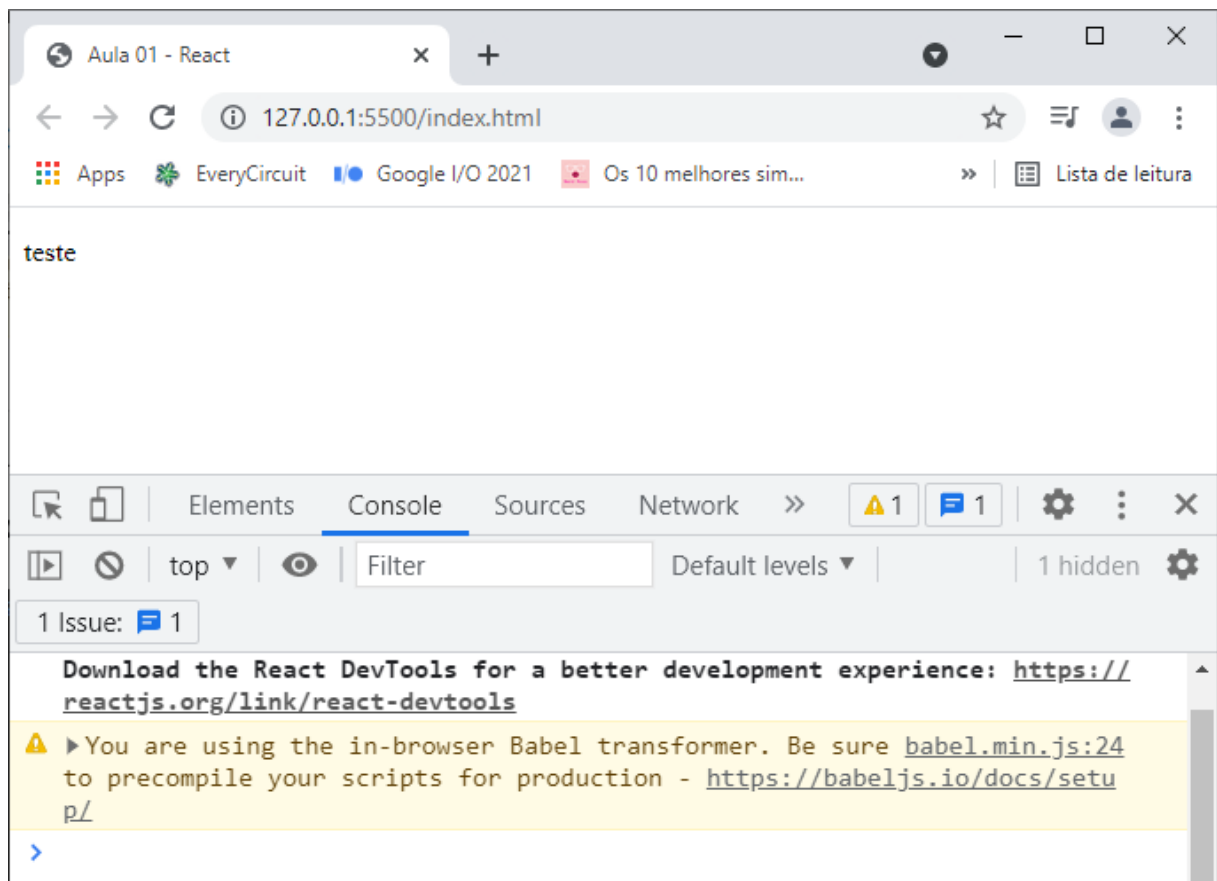 Aula 01 - React
127.0.0.1:5500/index.html
Apps EveryCircuit I/O Google I/O 2021 Os 10 melhores sim... » Lista de leitura
teste
Elements Console Sources Network » 1 1
top Filter Default levels 1 hidden
1 Issue: 1
Download the React DevTools for a better development experience: https://
reactjs.org/link/react-devtools
You are using the in-browser Babel transformer. Be sure babel.min.js:24
to precompile your scripts for production - https://babeljs.io/docs/setu
p/